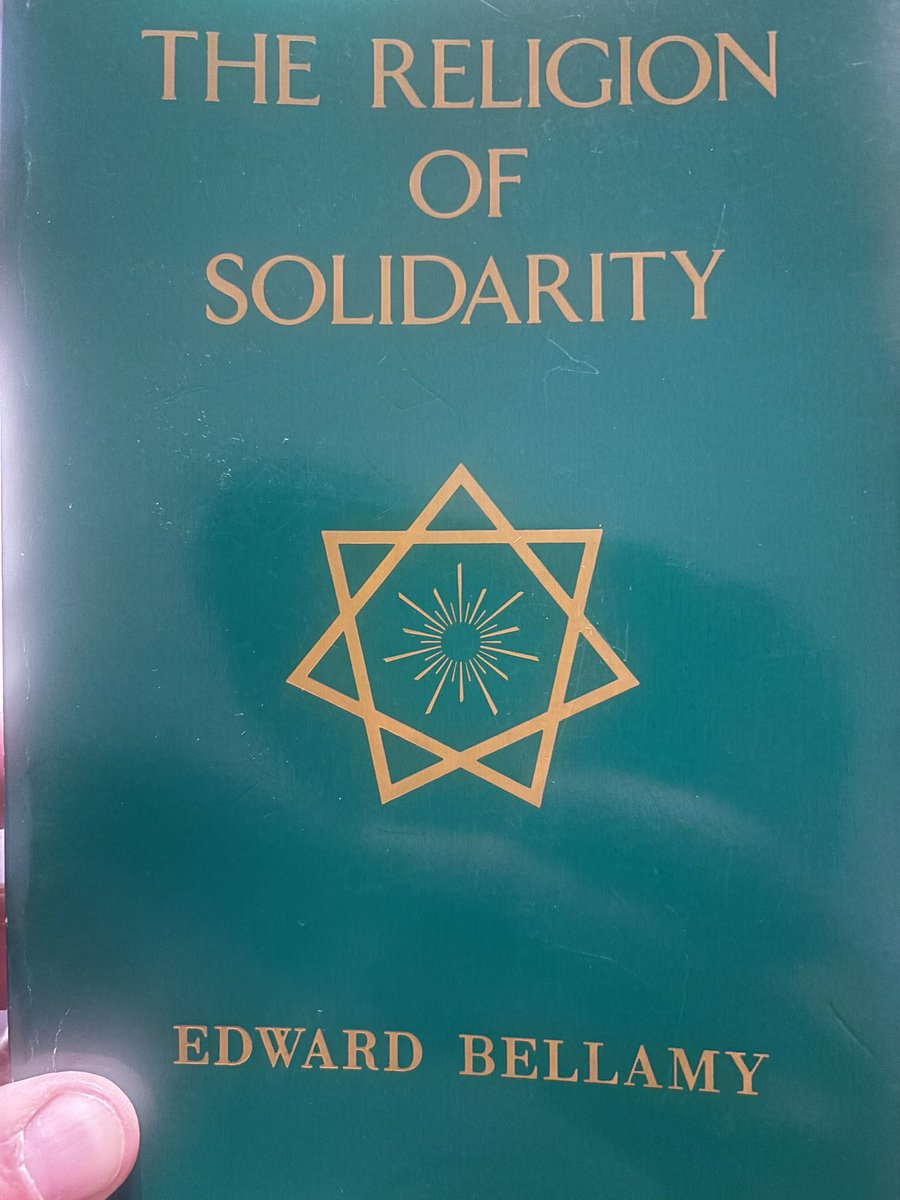 THE RELIGION
OF
SOLIDARITY
EDWARD BELLAMY